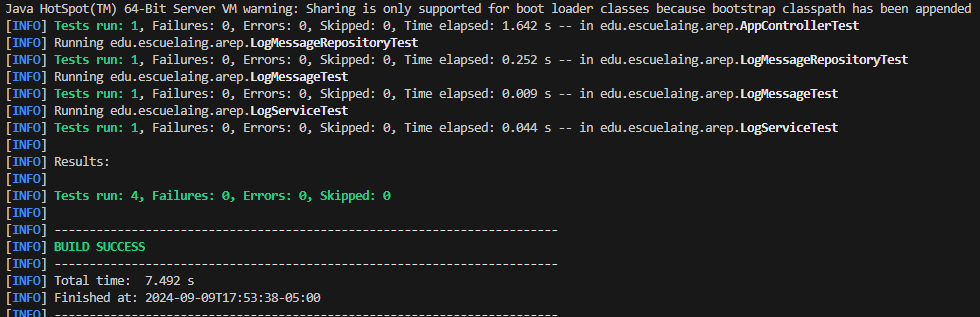 Java HotSpot(TM) 64-Bit Server VM warning: Sharing is only supported for boot loader classes because bootstrap classpath has been appended
[INFO] Tests run: 1, Failures: 0, Errors: 0, Skipped: 0, Time elapsed: 1.642 s -- in edu.escuelaing.arep.AppControllerTest
[INFO] Running edu.escuelaing.arep.LogMessageRepositoryTest
[INFO] Tests run: 1, Failures: 0, Errors: 0, Skipped: 0, Time elapsed: 0.252 s -- in edu.escuelaing.arep.LogMessageRepositoryTest
[INFO] Running edu.escuelaing.arep.LogMessageTest
[INFO] Tests run: 1, Failures: 0, Errors: 0, Skipped: 0, Time elapsed: 0.009 s -- in edu.escuelaing.arep.LogMessageTest
[INFO] Running edu.escuelaing.arep.LogServiceTest
[INFO] Tests run: 1, Failures: 0, Errors: 0, Skipped: 0, Time elapsed: 0.044 s -- in edu.escuelaing.arep.LogServiceTest
[INFO]
[INFO] Results:
[INFO]
[INFO] Tests run: 4, Failures: 0, Errors: 0, Skipped: 0
[INFO]
[INFO] ------------------------------------------------------------------------
[INFO] BUILD SUCCESS
[INFO] ------------------------------------------------------------------------
[INFO] Total time:  7.492 s
[INFO] Finished at: 2024-09-09T17:53:38-05:00
[INFO] ------------------------------------------------------------------------